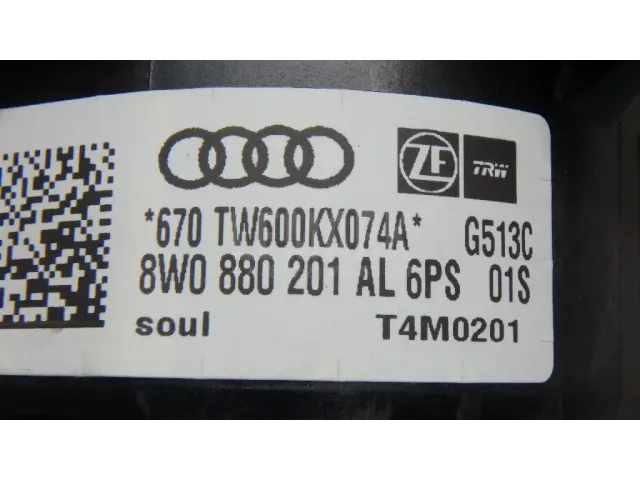 ZF TRW
*670 TW600KX074A* G513C
8W0 880 201 AL 6PS 01S
soul T4M0201